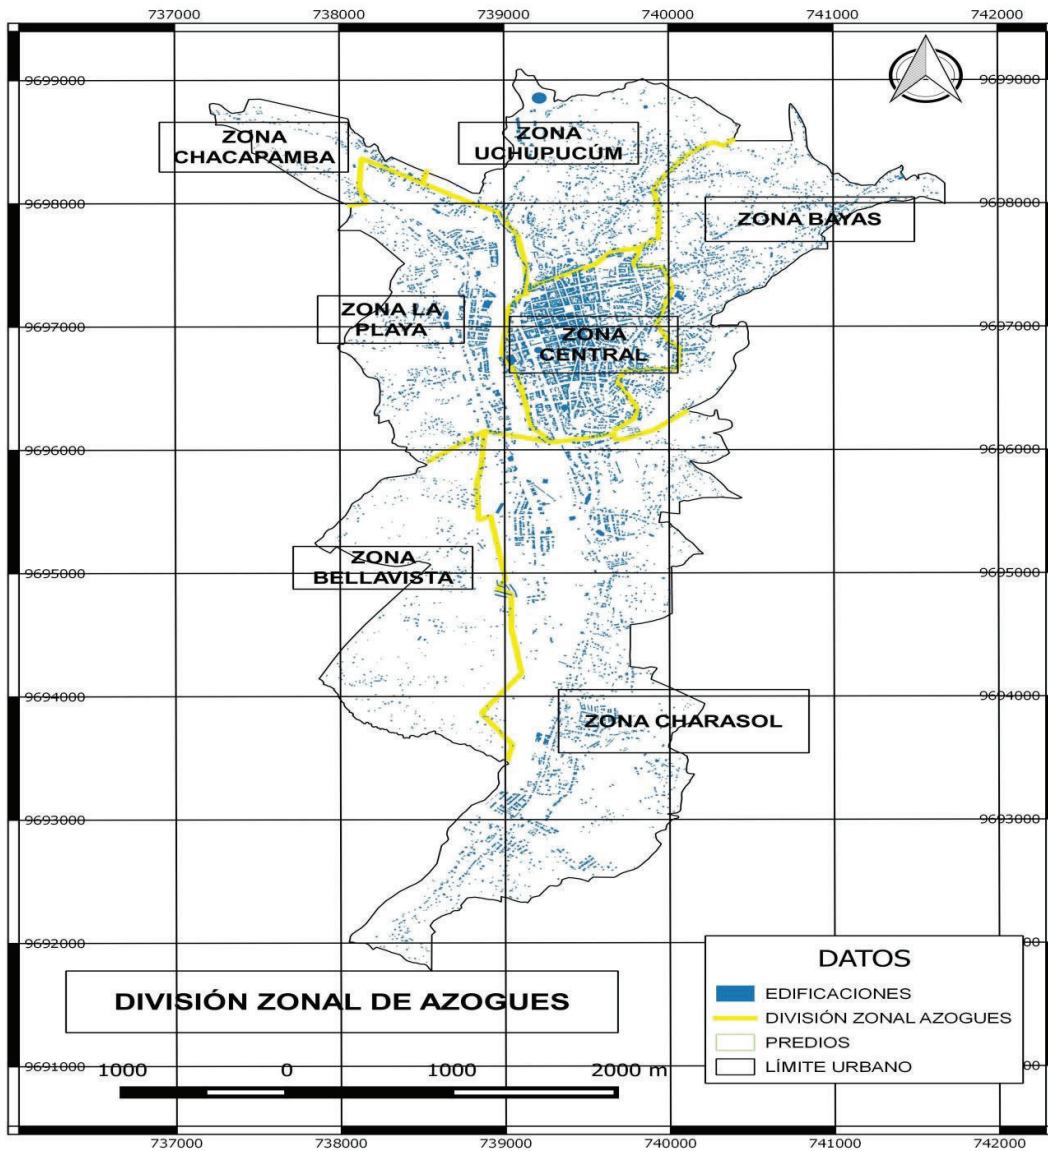 737000 738000 739000 740000 741000 742000
9699000 9699000
ZONA
CHACAPAMBA
ZONA
UCHUPUCÚM
9698000 9698000
ZONA BAYAS
ZONA LA
PLAYA
9697000 9697000
ZONA
CENTRAL
9696000 9696000
ZONA
BELLAVISTA
9695000 9695000
9694000 9694000
ZONA CHARASOL
9693000 9693000
9692000
DIVISIÓN ZONAL DE AZOGUES
DATOS
EDIFICACIONES
DIVISIÓN ZONAL AZOGUES
PREDIOS
LÍMITE URBANO
9691000
1000 0 1000 2000 m
737000 738000 739000 740000 741000 742000